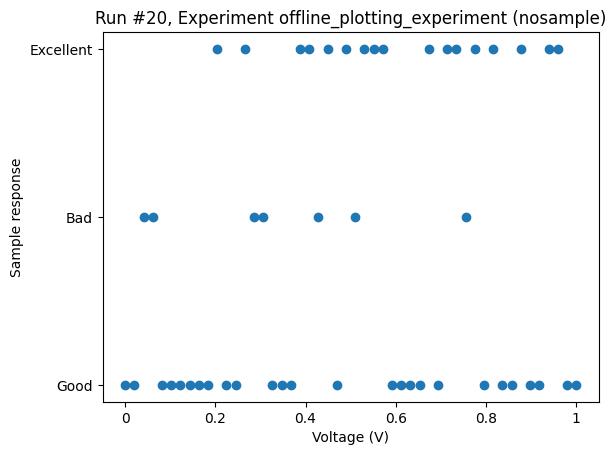 Run #20, Experiment offline_plotting_experiment (nosample)
Excellent
Bad
Good
Sample response
0
0.2
0.4
0.6
0.8
1
Voltage (V)